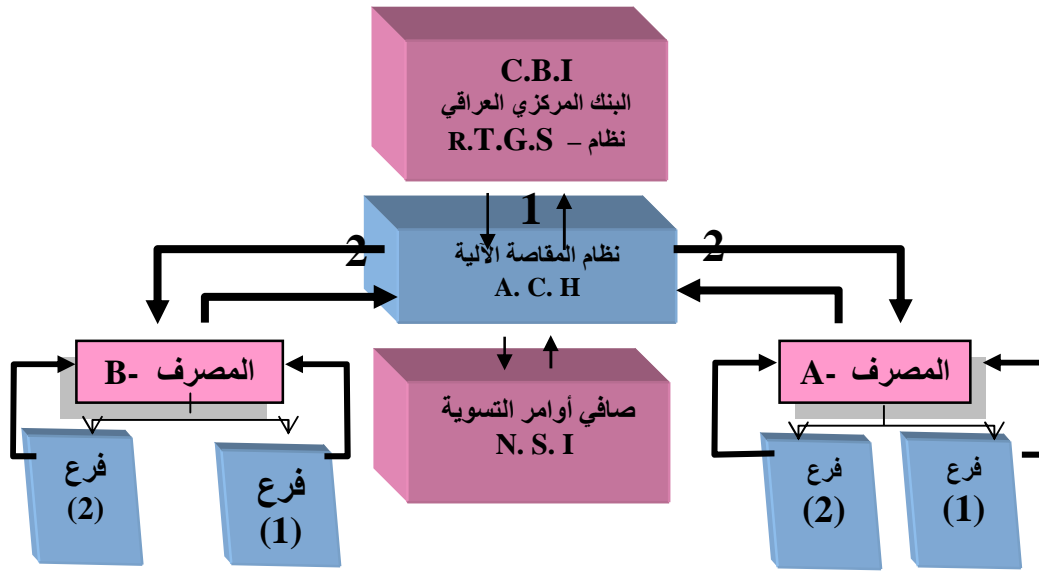 C.B.I
البنك المركزي العراقي
نظام – R.T.G.S
1
2
2
نظام المقاصة الآلية
A. C. H
المصرف -A
المصرف -B
صافي أوامر التسوية
N. S. I
فرع
(1)
فرع
(2)
فرع
(1)
فرع
(2)